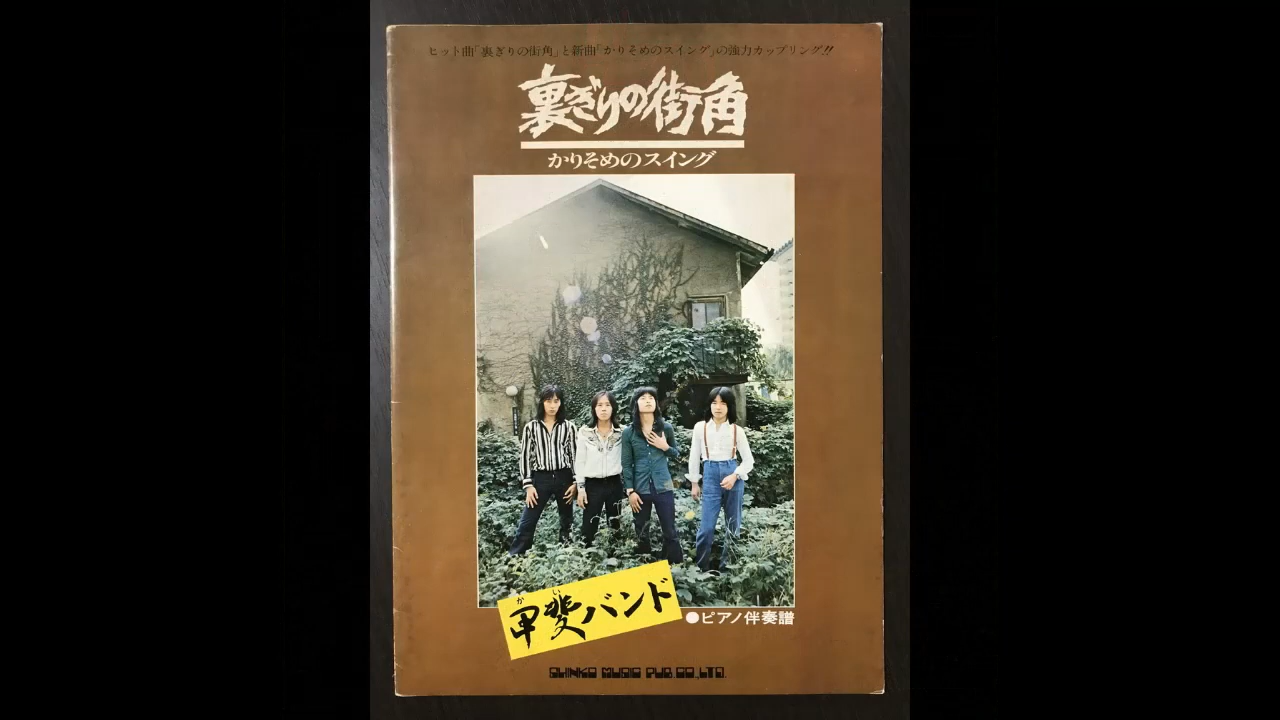 ヒット曲「裏ぎりの街角」と新曲「かりそめのスイング」の強力カップリング!!
裏ぎりの街角
かりそめのスイング
かい
甲斐バンド
●ピアノ伴奏譜
SHINKO MUSIC PUB CO.,LTD.